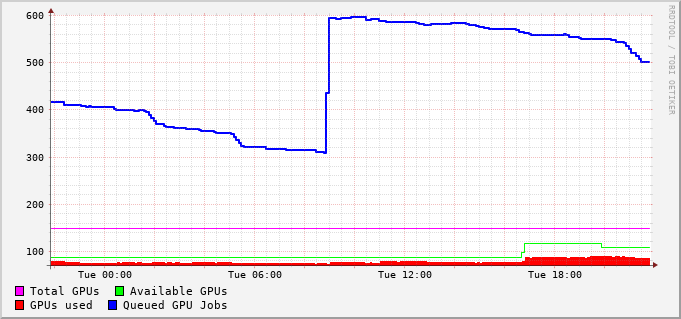 600
500
400
300
200
100
Tue 00:00 Tue 06:00 Tue 12:00 Tue 18:00
Total GPUs Available GPUs
GPUs used Queued GPU Jobs
RRDTOOL / TOBI OETIKER